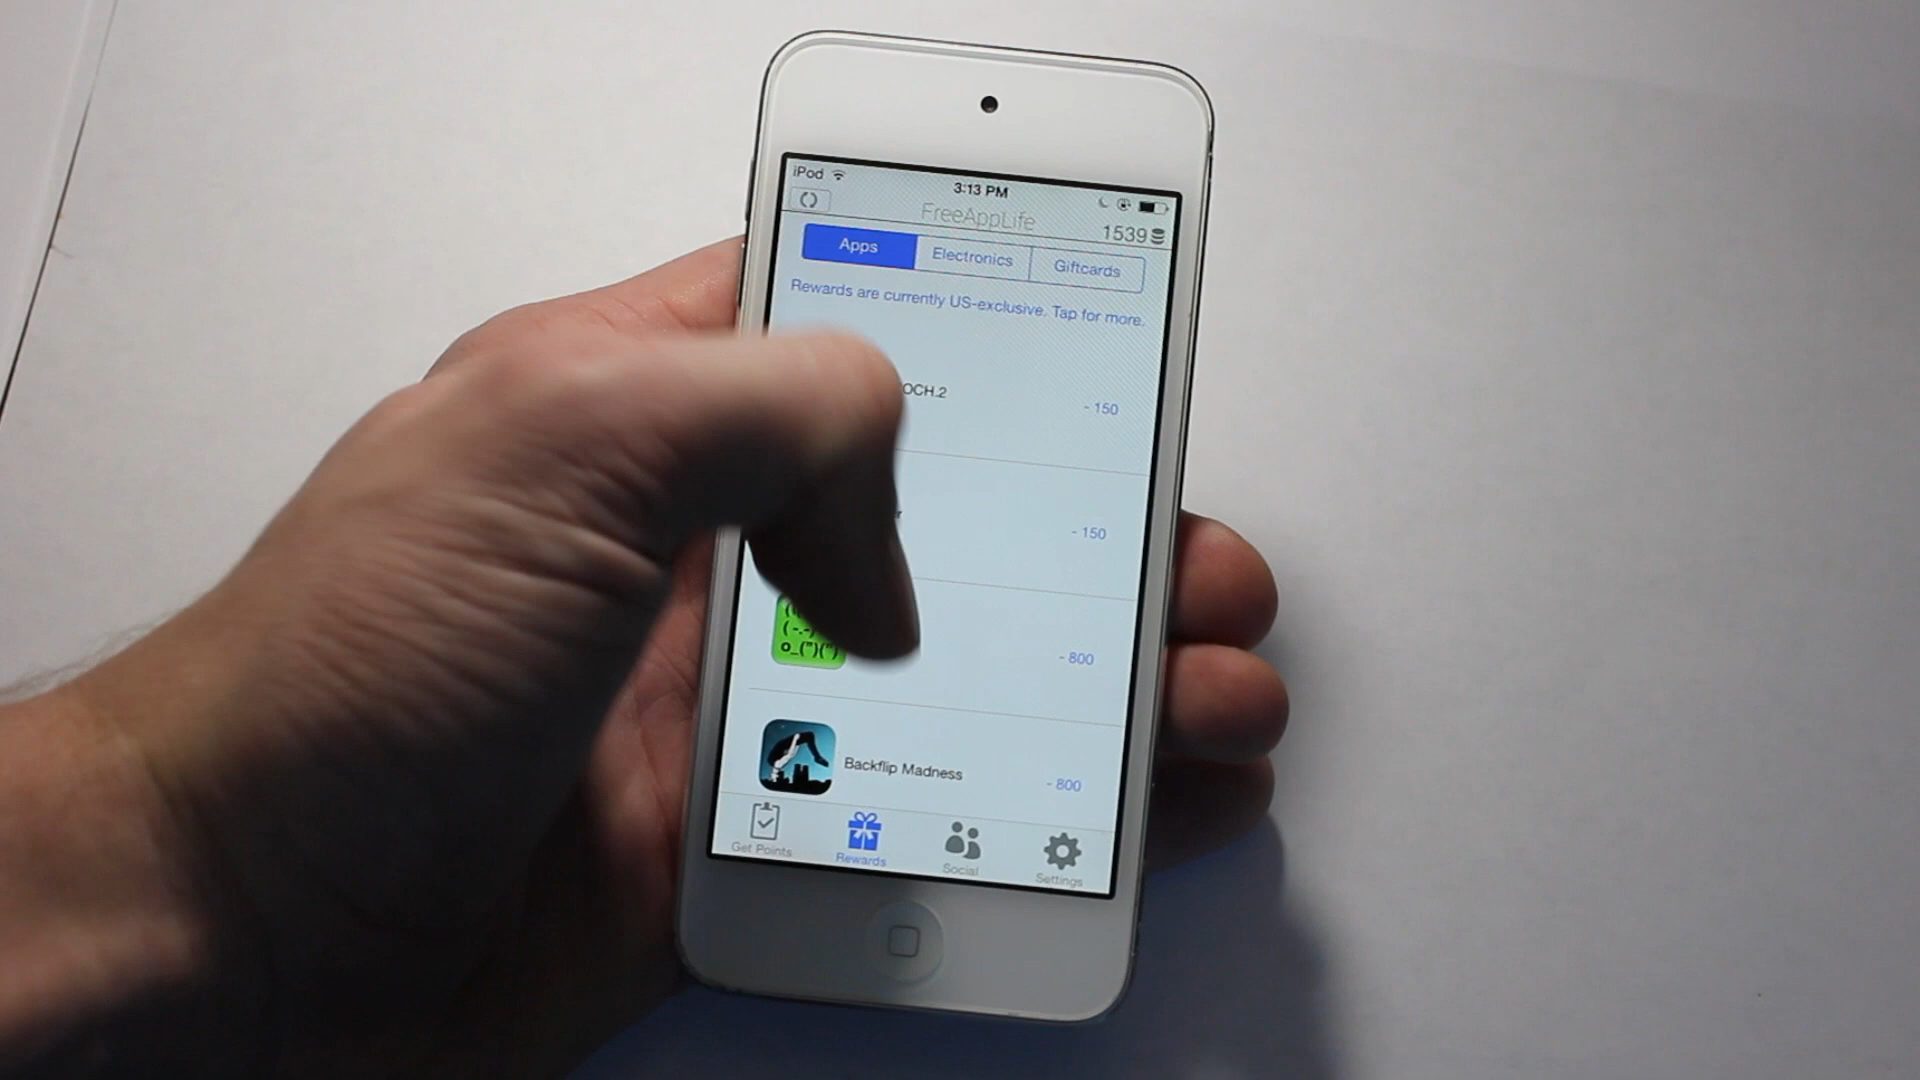 iPod
3:13 PM
FreeAppLife
1539
Apps
Electronics
Giftcards
Rewards are currently US-exclusive. Tap for more.
OCH.2
- 150
r
- 150
(-.-)
o_(")(")
- 800
Backflip Madness
- 800
Get Points
Rewards
Social
Settings